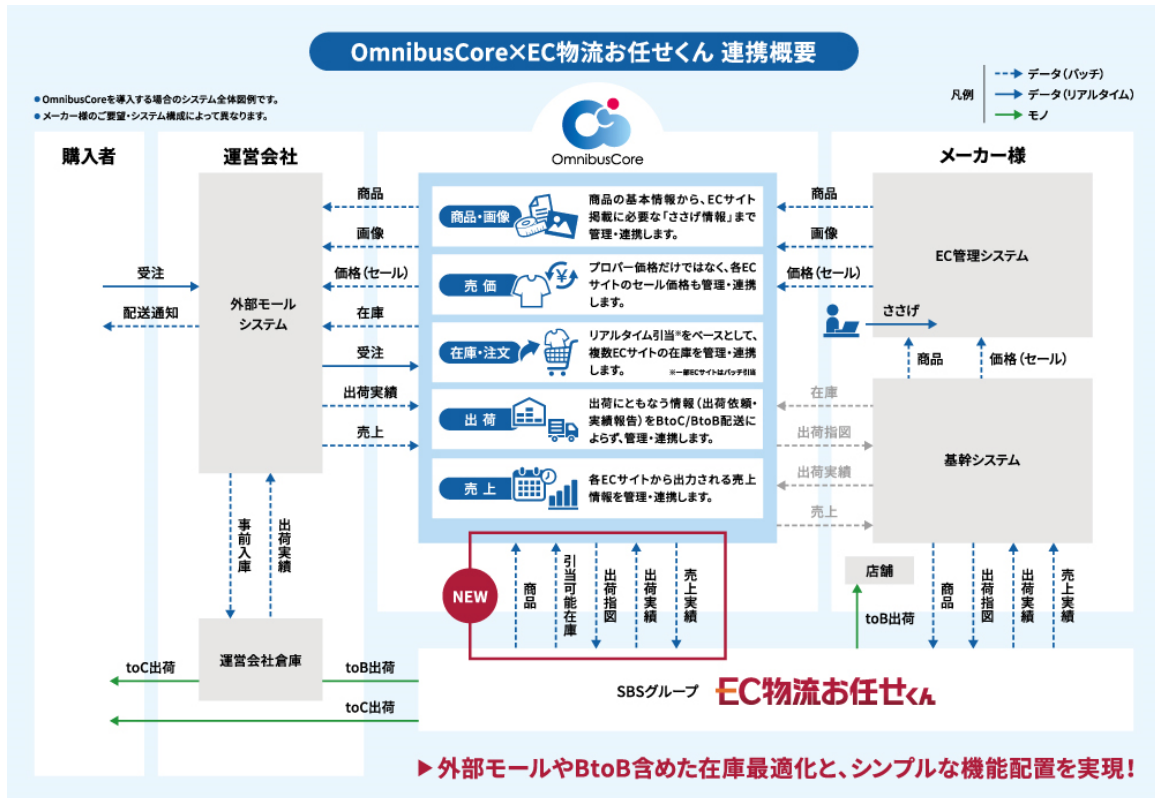 OmnibusCore×EC物流お任せくん 連携概要
凡例
データ(バッチ)
データ(リアルタイム)
モノ
●OmnibusCoreを導入する場合のシステム全体図例です。
●メーカー様のご要望・システム構成によって異なります。
購入者
運営会社
OmnibusCore
メーカー様
受注
配送通知
外部モール
システム
商品
画像
価格(セール)
在庫
受注
出荷実績
売上
商品・画像
商品の基本情報から、ECサイト
掲載に必要な「ささげ情報」まで
管理・連携します。
売価
プロパー価格だけではなく、各EC
サイトのセール価格も管理・連携
します。
在庫・注文
リアルタイム引当※をベースとして、
複数ECサイトの在庫を管理・連携
します。
※一部ECサイトはバッチ引当
出荷
出荷にともなう情報(出荷依頼・
実績報告)をBtoC/BtoB配送に
よらず、管理・連携します。
売上
各ECサイトから出力される売上
情報を管理・連携します。
商品
画像
価格(セール)
EC管理システム
ささげ
商品
価格(セール)
在庫
出荷指図
出荷実績
売上
基幹システム
事前入庫
出荷実績
NEW
商品
引当可能在庫
出荷指図
出荷実績
売上実績
店舗
toB出荷
商品
出荷指図
出荷実績
売上実績
運営会社倉庫
toC出荷
toB出荷
toC出荷
SBSグループ EC物流お任せくん
▶外部モールやBtoB含めた在庫最適化と、シンプルな機能配置を実現!